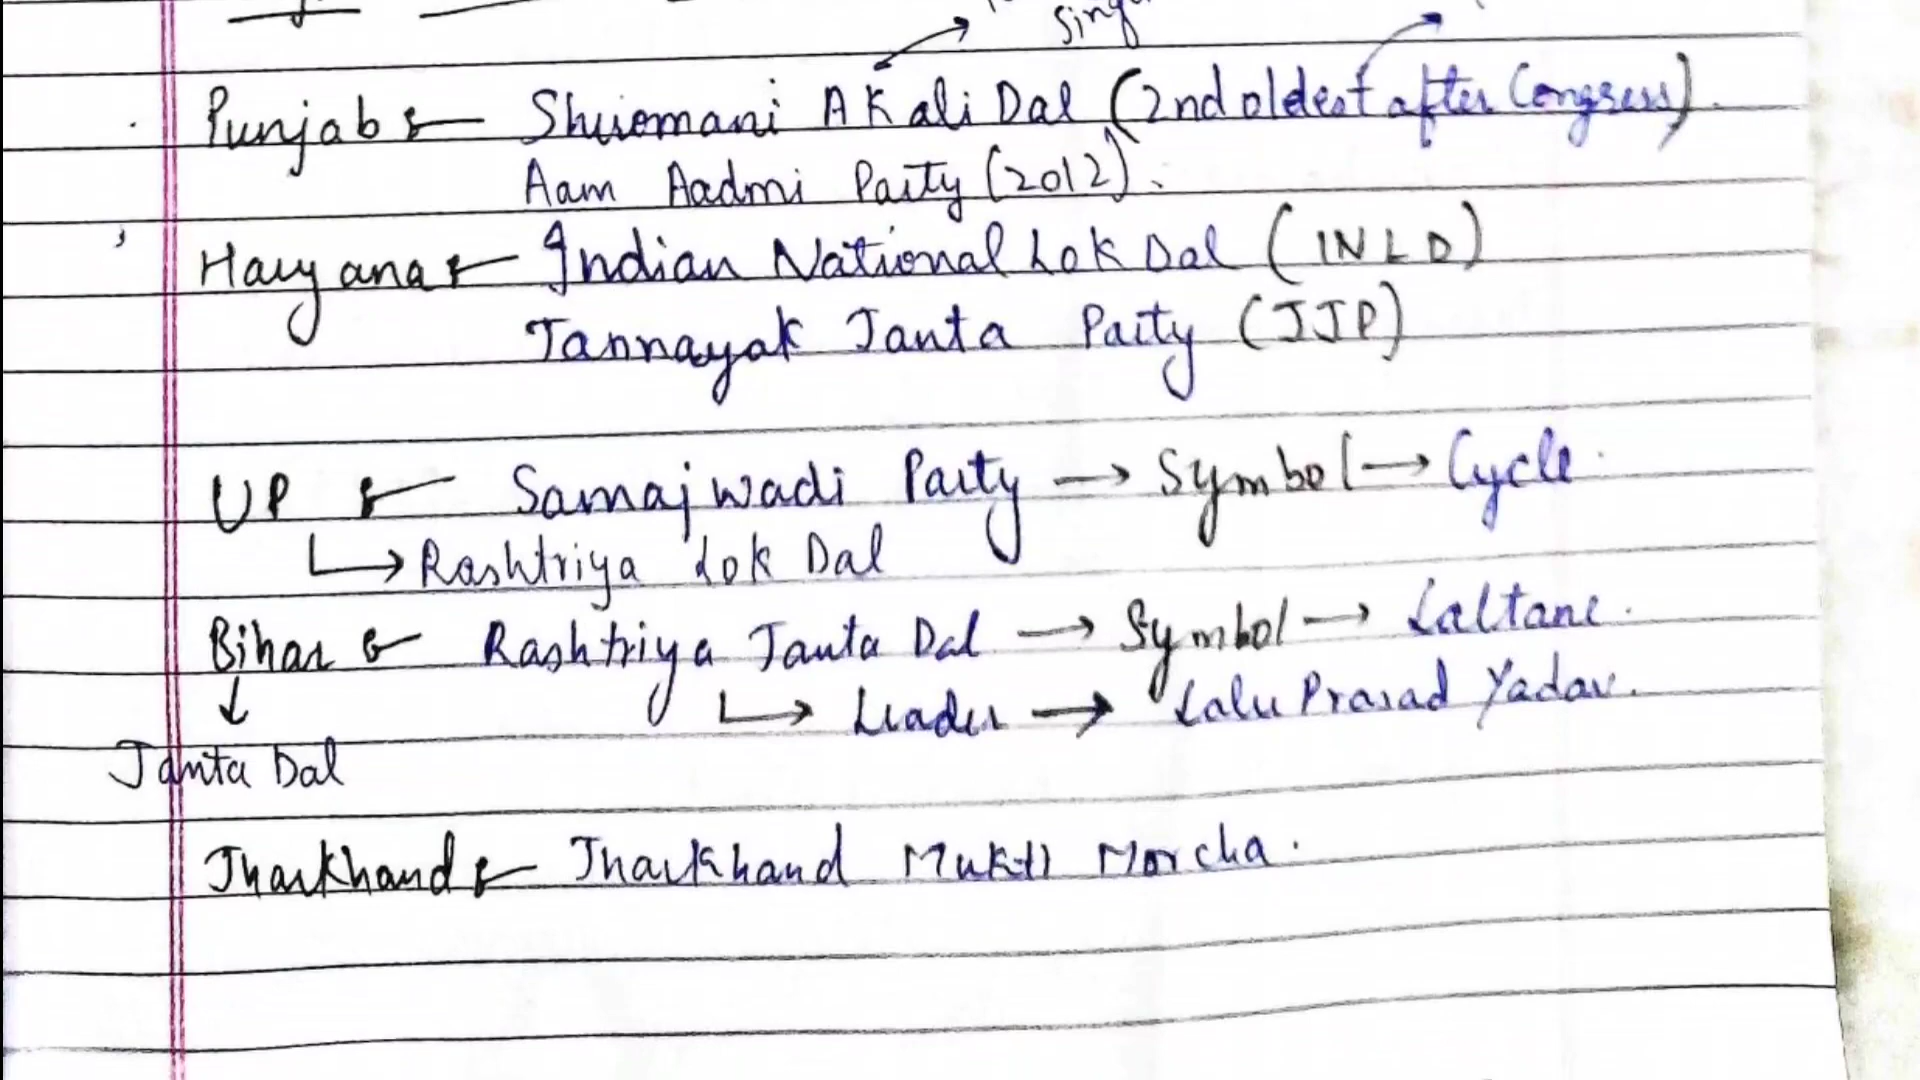 Sing
Punjab :- Shiromani Akali Dal (2nd oldest after Congress).
Aam Aadmi Party (2012).
Haryana :- Indian National Lok Dal (INLD)
Jannayak Janta Party (JJP)
UP :- Samajwadi Party → Symbol → Cycle.
↳ Rashtriya Lok Dal
Bihar :- Rashtriya Janta Dal → Symbol → Laltane.
↓ ↳ Leader → Lalu Prasad Yadav.
Janta Dal
Jharkhand :- Jharkhand Mukti Morcha.